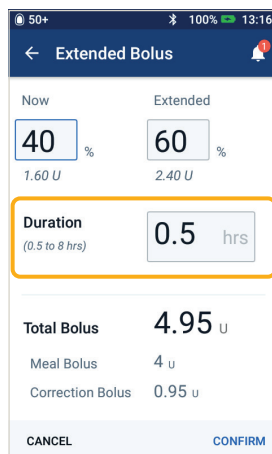 50+ 100% 13:16
← Extended Bolus 1
Now Extended
40 % 60 %
1.60 U 2.40 U
Duration
(0.5 to 8 hrs)
0.5 hrs
Total Bolus 4.95 U
Meal Bolus 4 U
Correction Bolus 0.95 U
CANCEL CONFIRM